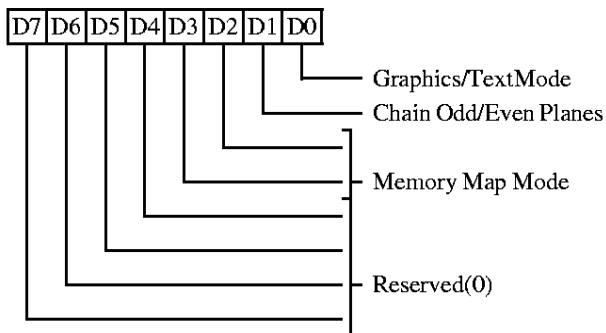 D7 D6 D5 D4 D3 D2 D1 D0
Graphics/TextMode
Chain Odd/Even Planes
Memory Map Mode
Reserved(0)